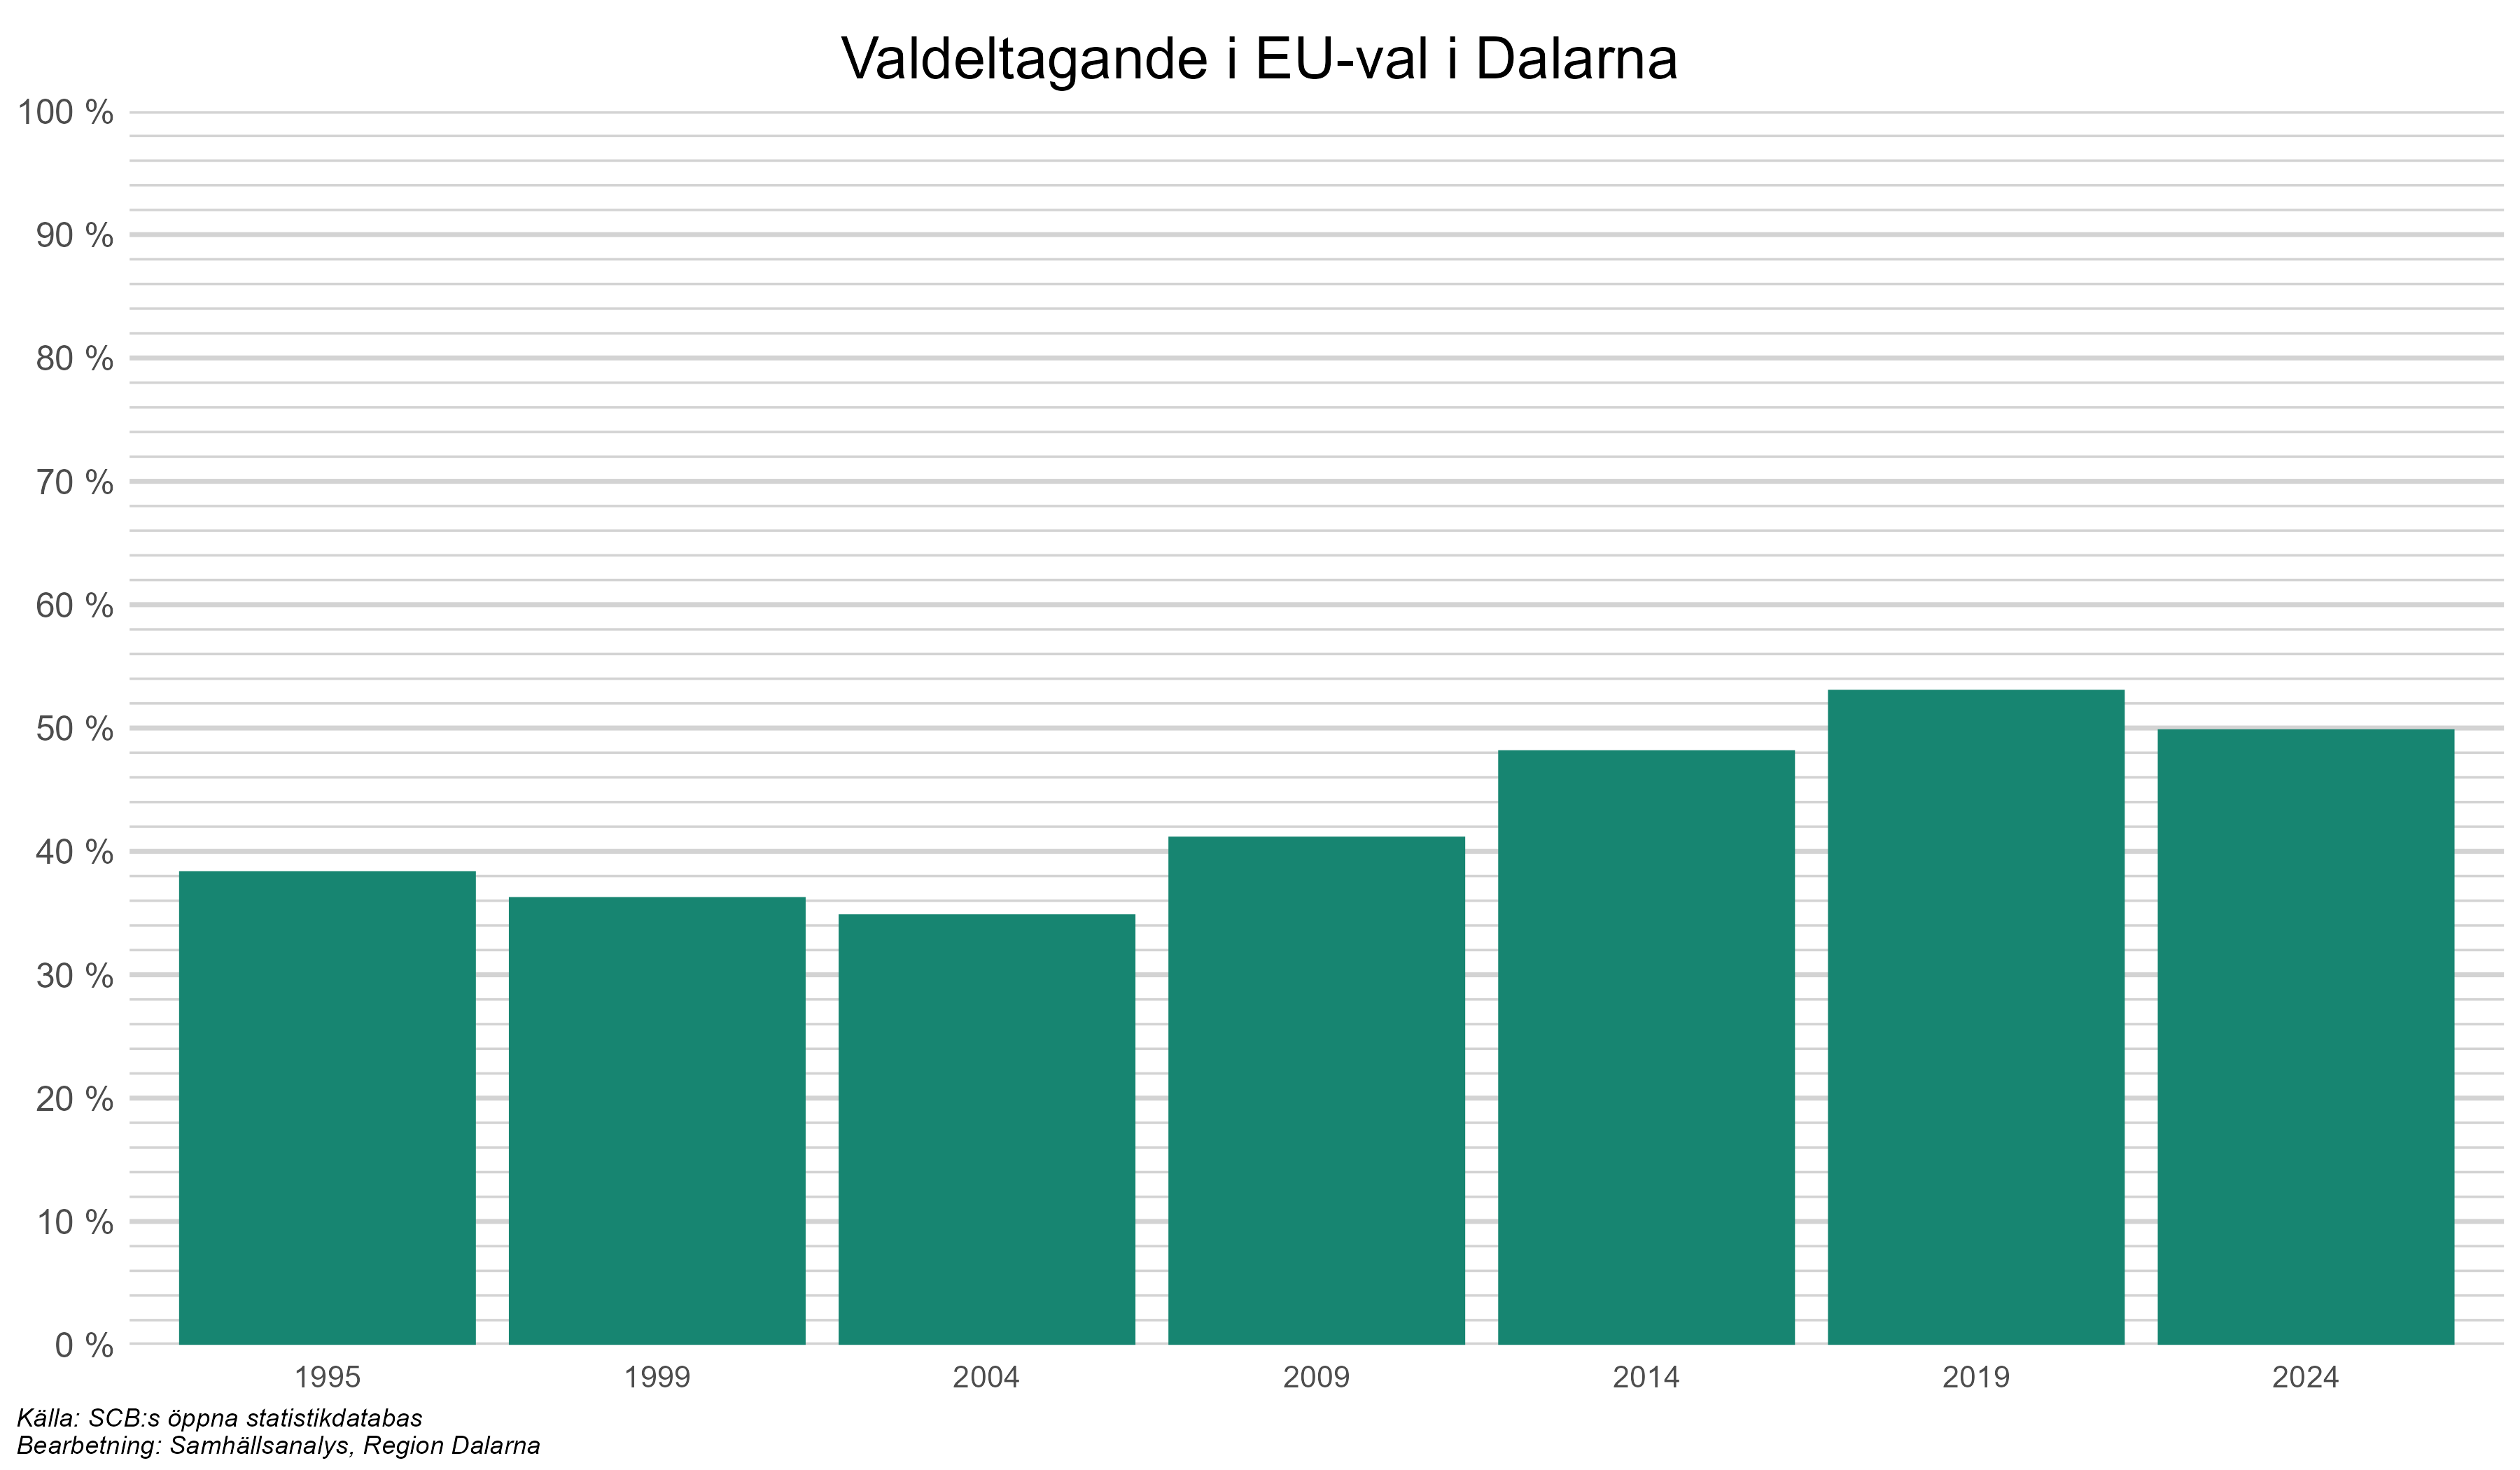 Valdeltagande i EU-val i Dalarna
100 %
90 %
80 %
70 %
60 %
50 %
40 %
30 %
20 %
10 %
0 %
1995 1999 2004 2009 2014 2019 2024
Källa: SCB:s öppna statistikdatabas
Bearbetning: Samhällsanalys, Region Dalarna